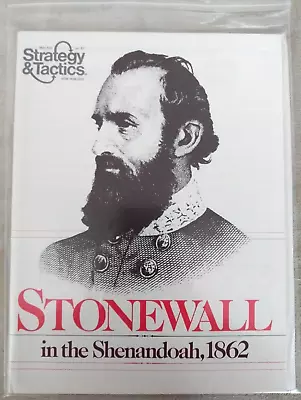 Strategy
& Tactics
STONEWALL
in the Shenandoah, 1862